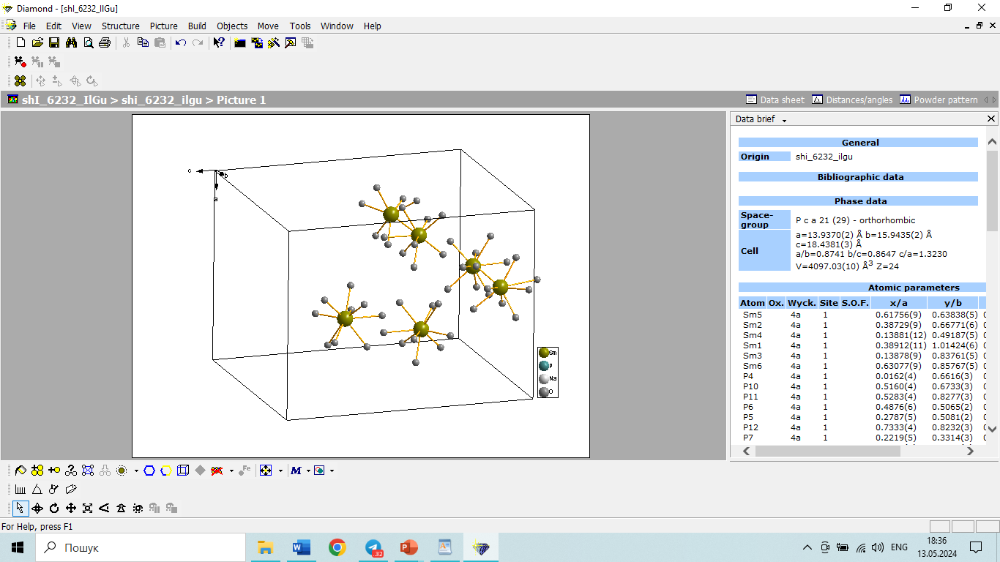 Diamond - [shI_6232_IlGu]
File Edit View Structure Picture Build Objects Move Tools Window Help
shI_6232_IlGu > shi_6232_ilgu > Picture 1
Data sheet Distances/angles Powder pattern
Data brief
General
Origin shi_6232_ilgu
Bibliographic data
Phase data
Space-group P c a 21 (29) - orthorhombic
Cell a=13.9370(2) Å b=15.9435(2) Å
c=18.4381(3) Å
a/b=0.8741 b/c=0.8647 c/a=1.3230
V=4097.03(10) Å3 Z=24
Atomic parameters
Atom Ox. Wyck. Site S.O.F. x/a y/b
Sm5 4a 1 0.61756(9) 0.63838(5)
Sm2 4a 1 0.38729(9) 0.66771(6)
Sm4 4a 1 0.13881(12) 0.49187(5)
Sm1 4a 1 0.38912(11) 1.01424(6)
Sm3 4a 1 0.13878(9) 0.83761(5)
Sm6 4a 1 0.63077(9) 0.85767(5)
P4 4a 1 0.0162(4) 0.6616(3)
P10 4a 1 0.5160(4) 0.6733(3)
P11 4a 1 0.5283(4) 0.8277(3)
P6 4a 1 0.4876(6) 0.5065(2)
P5 4a 1 0.2787(5) 0.5081(2)
P12 4a 1 0.7333(4) 0.8232(3)
P7 4a 1 0.2219(5) 0.3314(3)
c
b
a
Sm
P
Na
O
Fe
M
For Help, press F1
Пошук
.32
ENG
18:36
13.05.2024